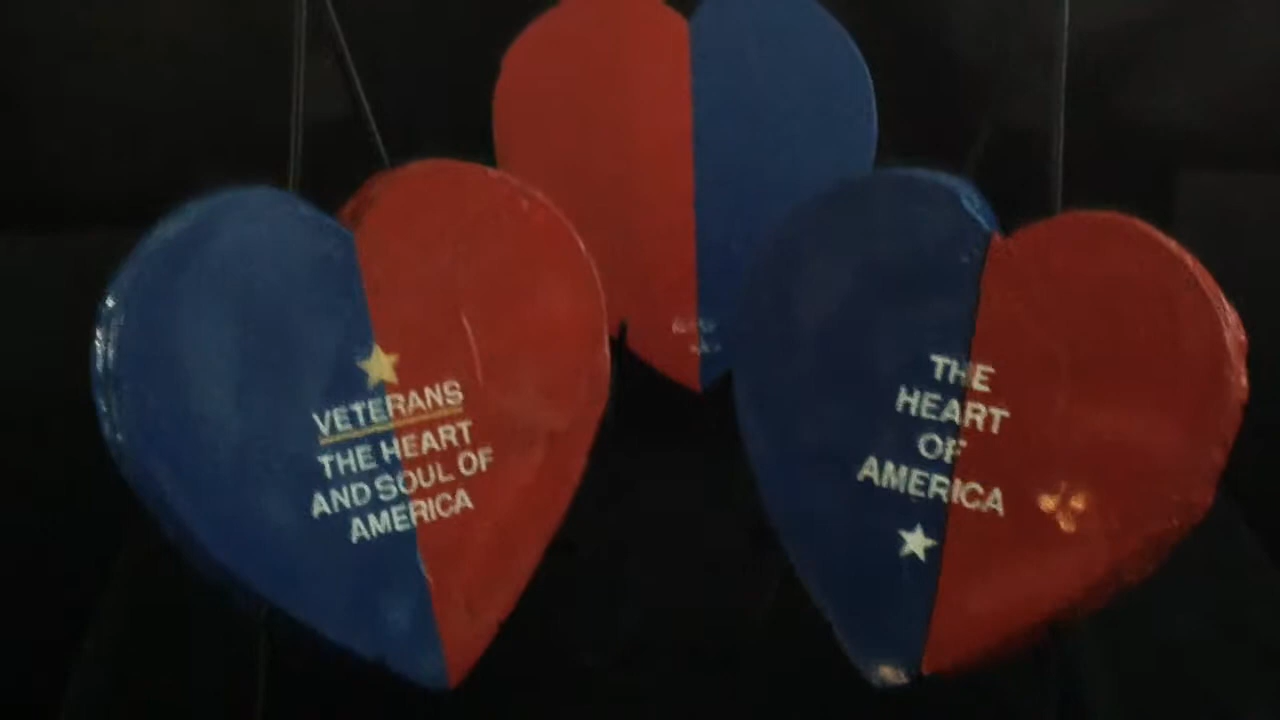 VETERANS
THE HEART
AND SOUL OF
AMERICA
THE
HEART
OF
AMERICA